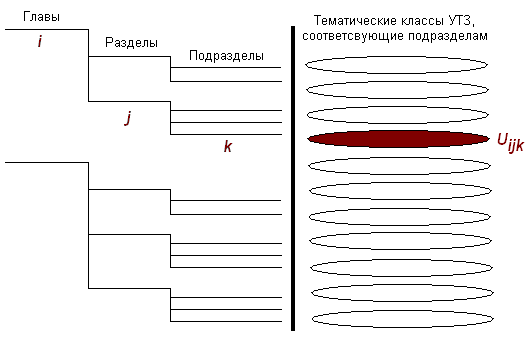 Главы
i
Разделы
j
Подразделы
k
Тематические классы УТЗ,
соответсвующие подразделам
Uijk